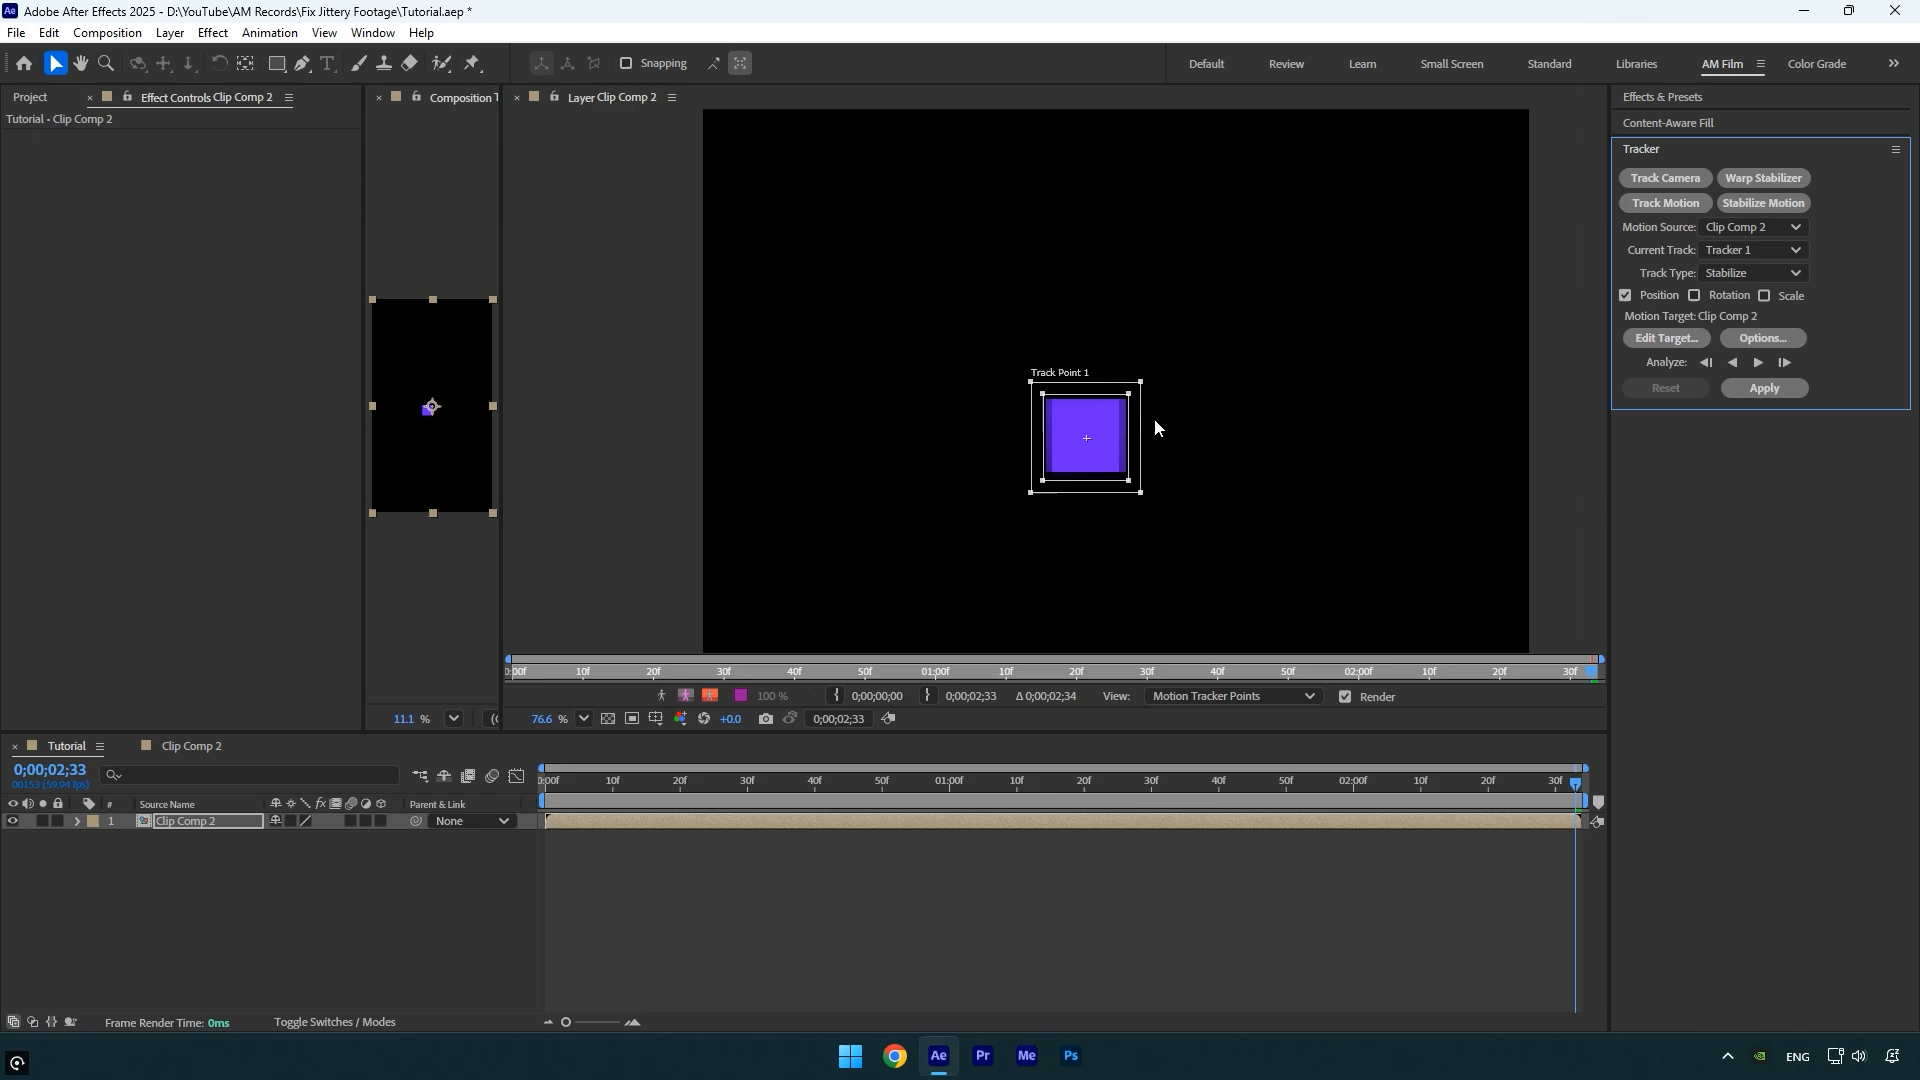 Adobe After Effects 2025 - D:\YouTube\AM Records\Fix Jittery Footage\Tutorial.aep *
File Edit Composition Layer Effect Animation View Window Help
Snapping Default Review Learn Small Screen Standard Libraries AM Film Color Grade
Project Effect Controls Clip Comp 2 Composition Layer Clip Comp 2 Effects & Presets
Tutorial - Clip Comp 2
Content-Aware Fill
Tracker
Track Camera Warp Stabilizer
Track Motion Stabilize Motion
Motion Source: Clip Comp 2
Current Track: Tracker 1
Track Type: Stabilize
Position Rotation Scale
Motion Target: Clip Comp 2
Edit Target... Options...
Analyze:
Reset Apply
Track Point 1
0:00f 10f 20f 30f 40f 50f 01:00f 10f 20f 30f 40f 50f 02:00f 10f 20f 30f
100 % 0;00;00;00 0;00;02;33 Δ 0;00;02;34 View: Motion Tracker Points Render
11.1 % 76.6 % +0.0 0;00;02;33
Tutorial Clip Comp 2
0;00;02;33
00153 (59.94 fps)
0:00f 10f 20f 30f 40f 50f 01:00f 10f 20f 30f 40f 50f 02:00f 10f 20f 30f
# Source Name fx Parent & Link
1 Clip Comp 2 None
Frame Render Time: 0ms Toggle Switches / Modes
Ae Pr Me Ps ENG